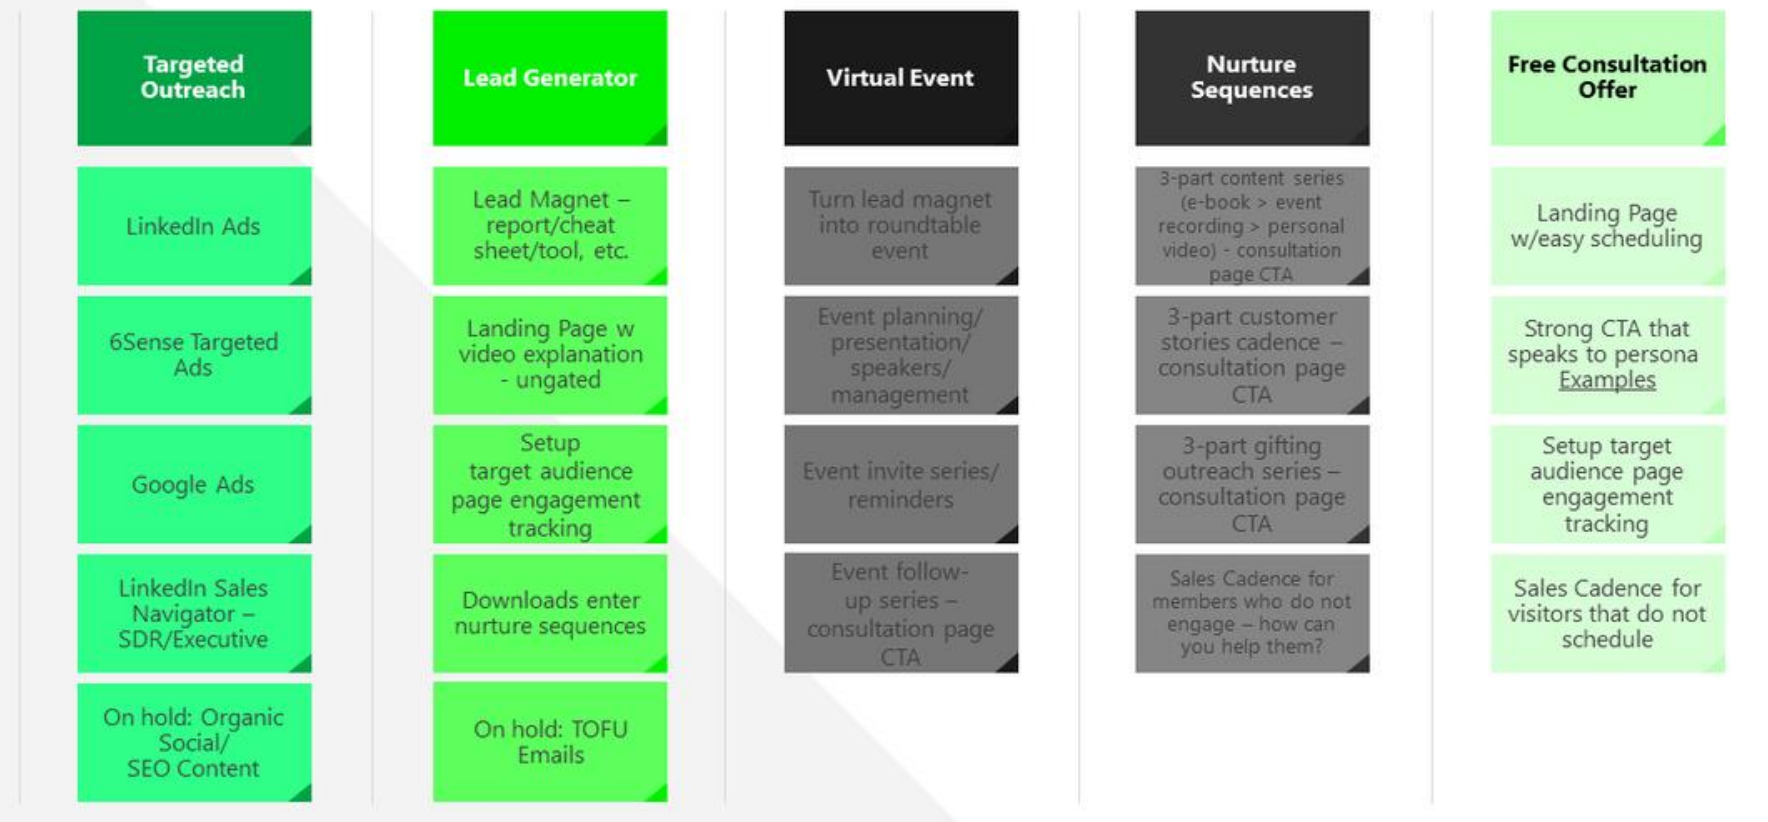 Targeted
Outreach
LinkedIn Ads
6Sense Targeted
Ads
Google Ads
LinkedIn Sales
Navigator –
SDR/Executive
On hold: Organic
Social/
SEO Content
Lead Generator
Lead Magnet –
report/cheat
sheet/tool, etc.
Landing Page w
video explanation
- ungated
Setup
target audience
page engagement
tracking
Downloads enter
nurture sequences
On hold: TOFU
Emails
Virtual Event
Turn lead magnet
into roundtable
event
Event planning/
presentation/
speakers/
management
Event invite series/
reminders
Event follow-
up series –
consultation page
CTA
Nurture
Sequences
3-part content series
(e-book > event
recording > personal
video) - consultation
page CTA
3-part customer
stories cadence –
consultation page
CTA
3-part gifting
outreach series –
consultation page
CTA
Sales Cadence for
members who do not
engage – how can
you help them?
Free Consultation
Offer
Landing Page
w/easy scheduling
Strong CTA that
speaks to persona
Examples
Setup target
audience page
engagement
tracking
Sales Cadence for
visitors that do not
schedule